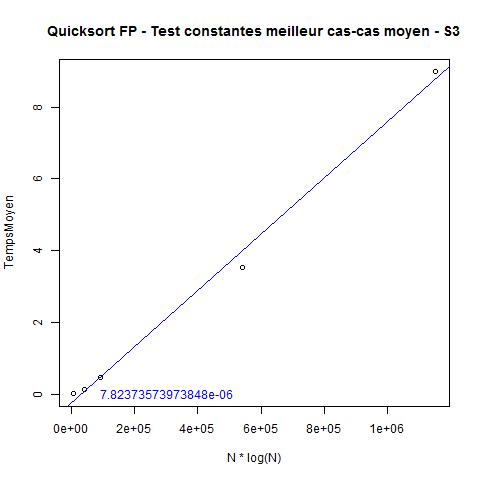 Quicksort FP - Test constantes meilleur cas-cas moyen - S3
TempsMoyen
8
6
4
2
0
7.82373573973848e-06
0e+00 2e+05 4e+05 6e+05 8e+05 1e+06
N * log(N)